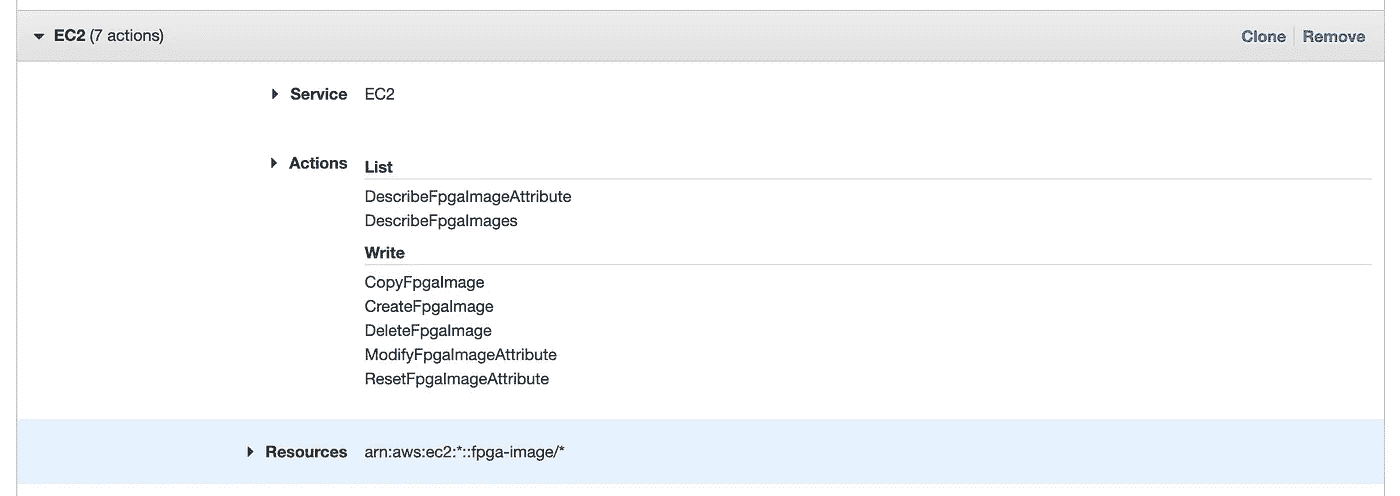 EC2 (7 actions) Clone Remove
Service EC2
Actions List
DescribeFpgaImageAttribute
DescribeFpgaImages
Write
CopyFpgaImage
CreateFpgaImage
DeleteFpgaImage
ModifyFpgaImageAttribute
ResetFpgaImageAttribute
Resources arn:aws:ec2:*::fpga-image/*